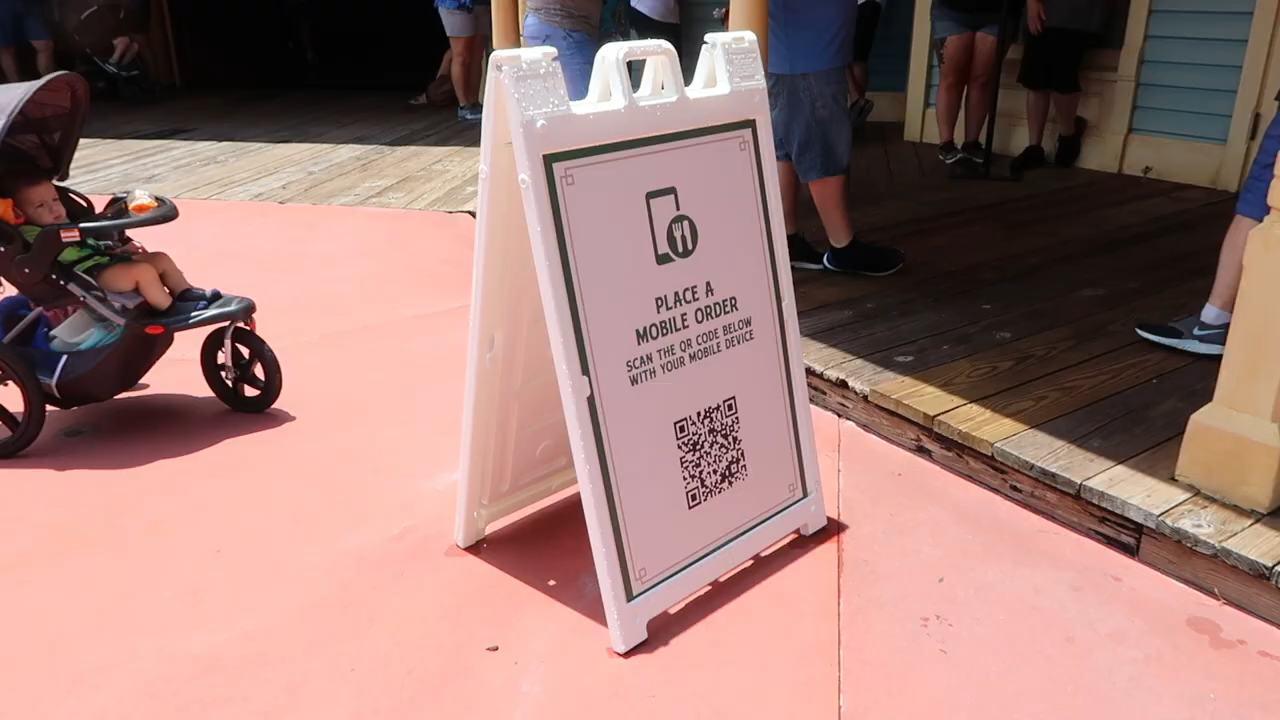 PLACE A
MOBILE ORDER
SCAN THE QR CODE BELOW
WITH YOUR MOBILE DEVICE